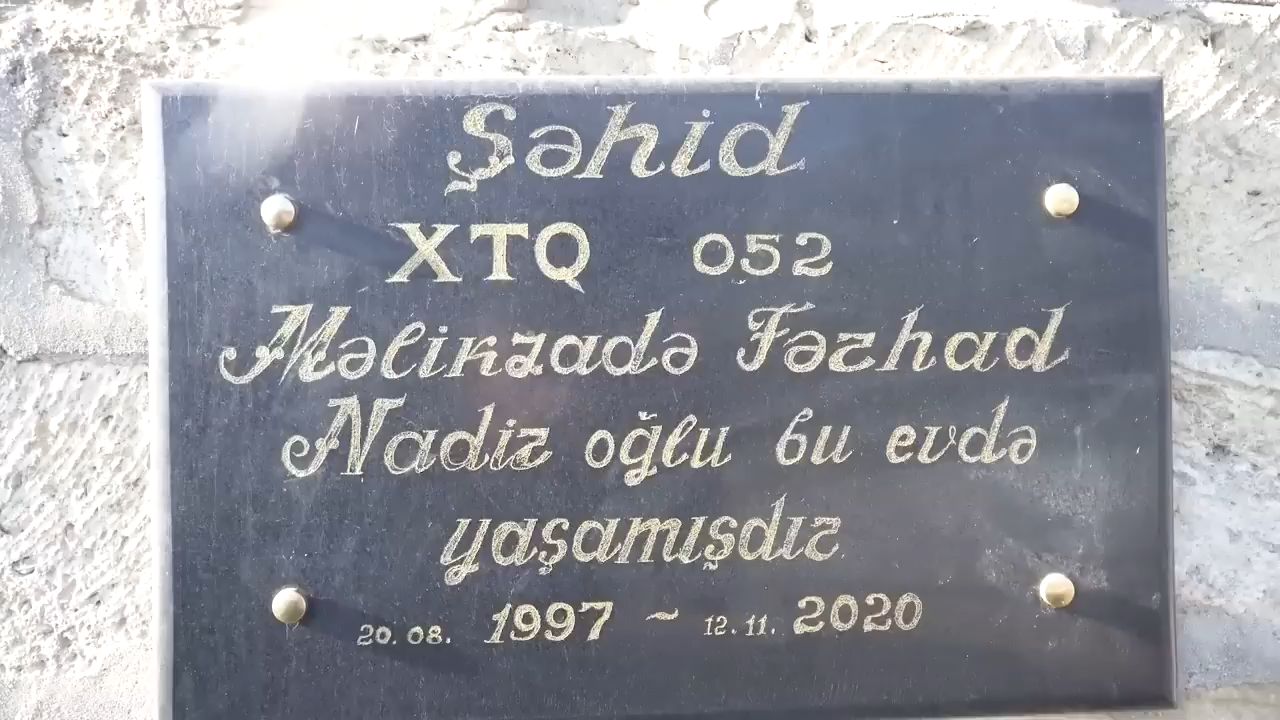 Şəhid
XTQ 052
Məlikzadə Fərhad
Nadir oğlu bu evdə
yaşamışdır
20. 08. 1997 ~ 12. 11. 2020